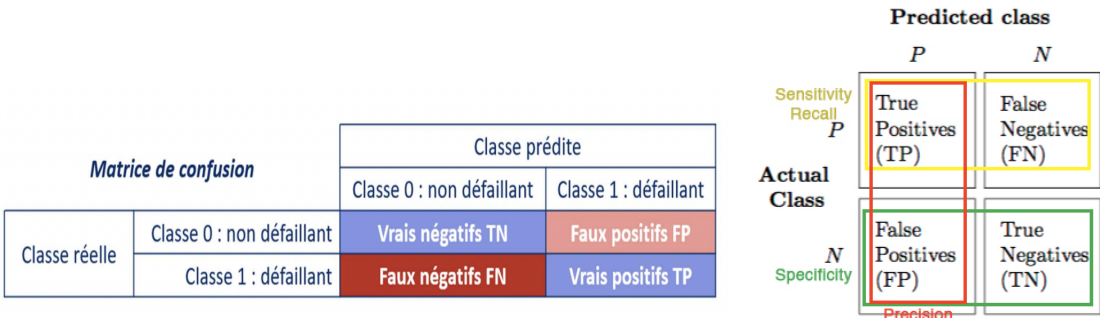 Matrice de confusion
Classe prédite
Classe 0 : non défaillant
Classe 1 : défaillant
Classe réelle
Classe 0 : non défaillant
Vrais négatifs TN
Faux positifs FP
Classe 1 : défaillant
Faux négatifs FN
Vrais positifs TP
Predicted class
P
N
Sensitivity
Recall
P
True
Positives
(TP)
False
Negatives
(FN)
Actual
Class
N
Specificity
False
Positives
(FP)
True
Negatives
(TN)
Precision